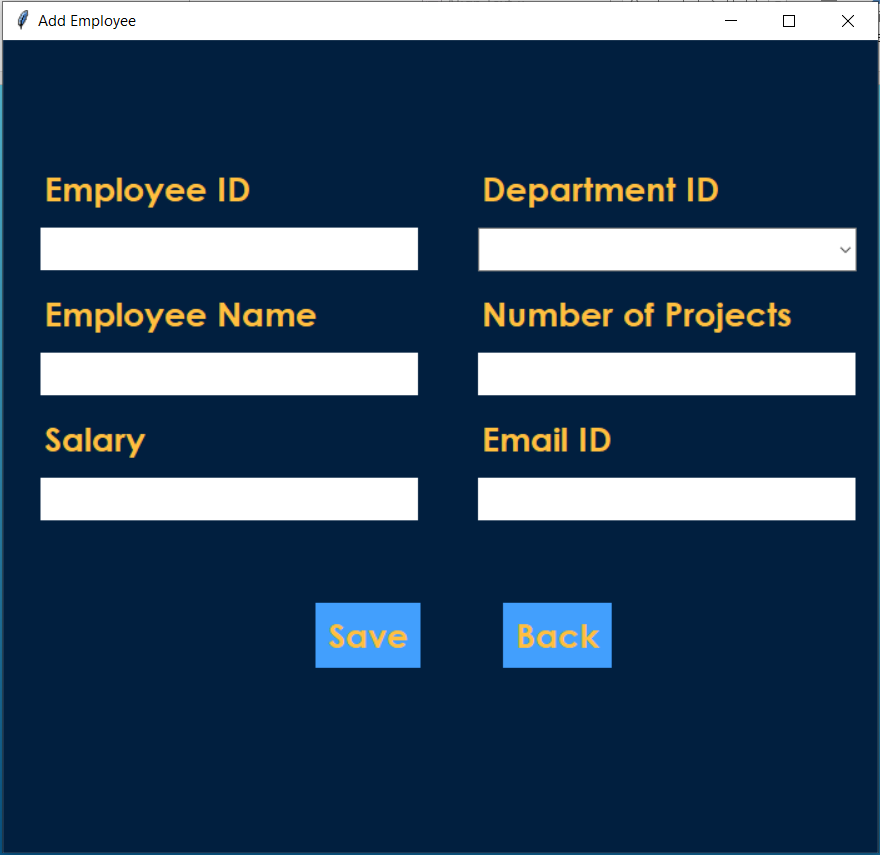 Add Employee
Employee ID
Department ID
Employee Name
Number of Projects
Salary
Email ID
Save
Back